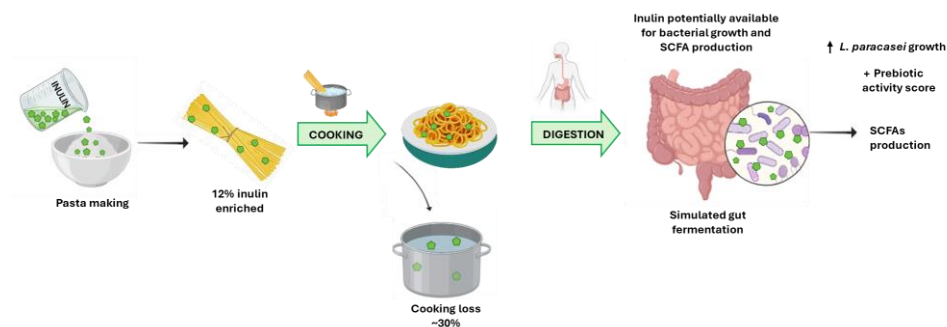 INULIN
Pasta making
12% inulin
enriched
COOKING
Cooking loss
~30%
DIGESTION
Inulin potentially available
for bacterial growth and
SCFA production
Simulated gut
fermentation
↑ L. paracasei growth
+ Prebiotic
activity score
SCFAs
production